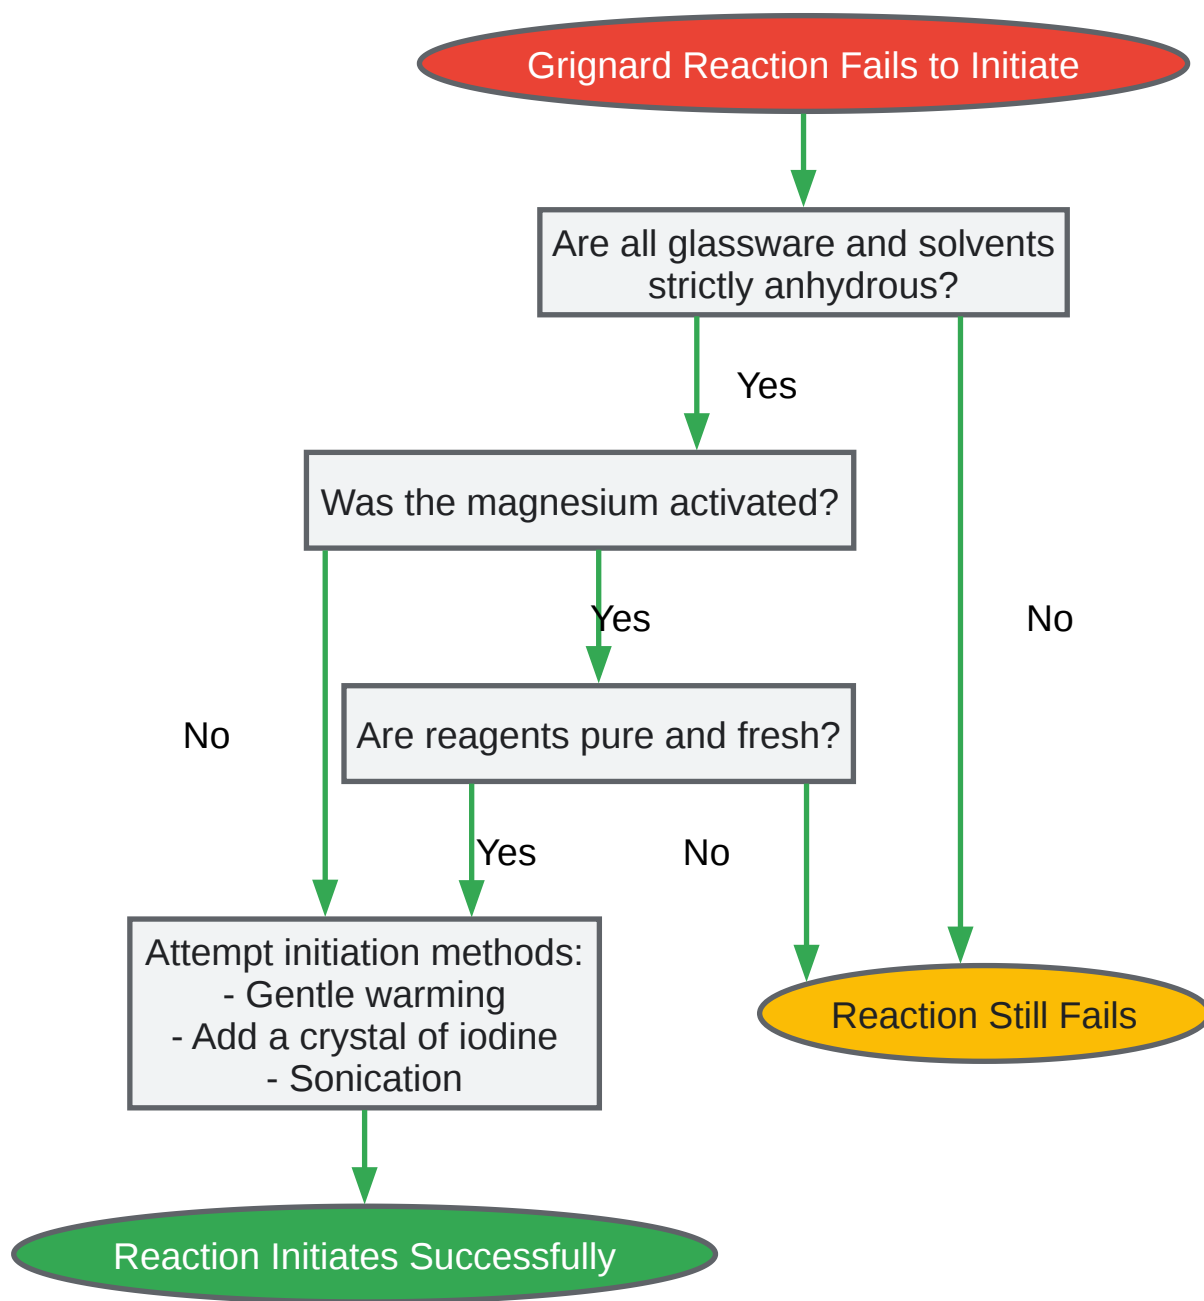 Grignard Reaction Fails to Initiate
Are all glassware and solvents
strictly anhydrous?
Yes
Was the magnesium activated?
Yes
No
No
Are reagents pure and fresh?
Yes
No
Attempt initiation methods:
- Gentle warming
- Add a crystal of iodine
- Sonication
Reaction Still Fails
Reaction Initiates Successfully